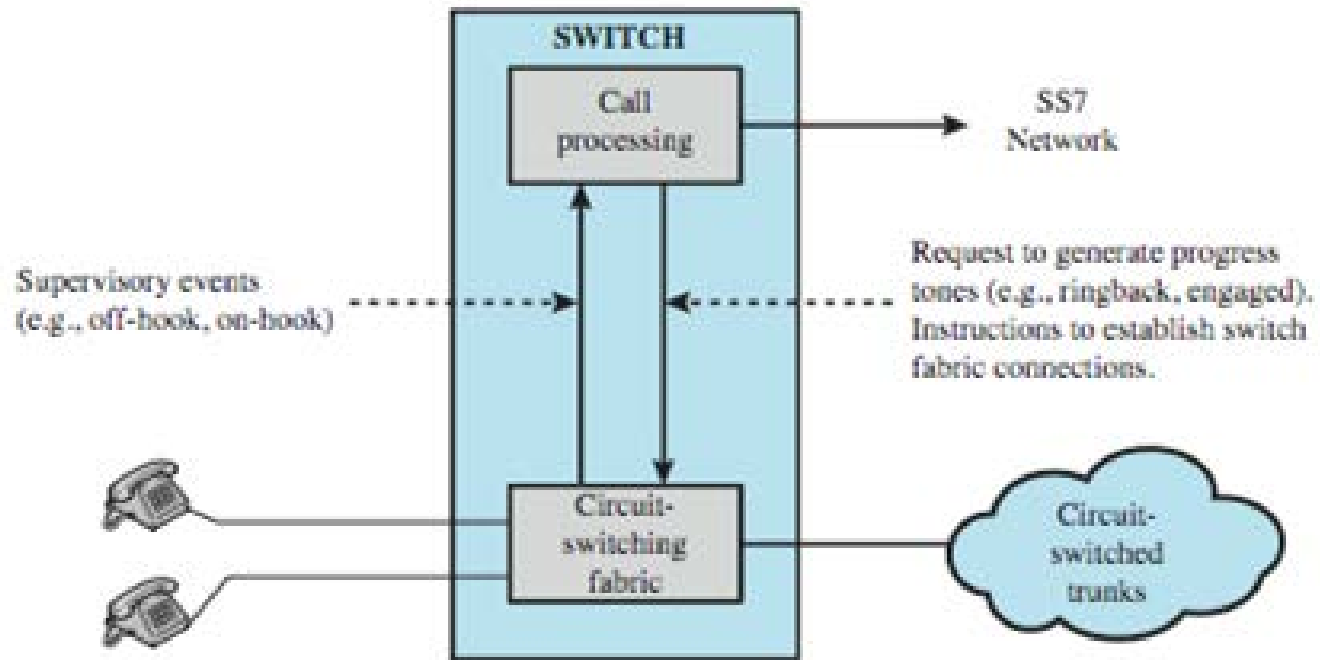 SWITCH
Call
processing
SS7
Network
Supervisory events
(e.g., off-hook, on-hook)
Request to generate progress
tones (e.g., ringback, engaged).
Instructions to establish switch
fabric connections.
Circuit-
switching
fabric
Circuit-
switched
trunks